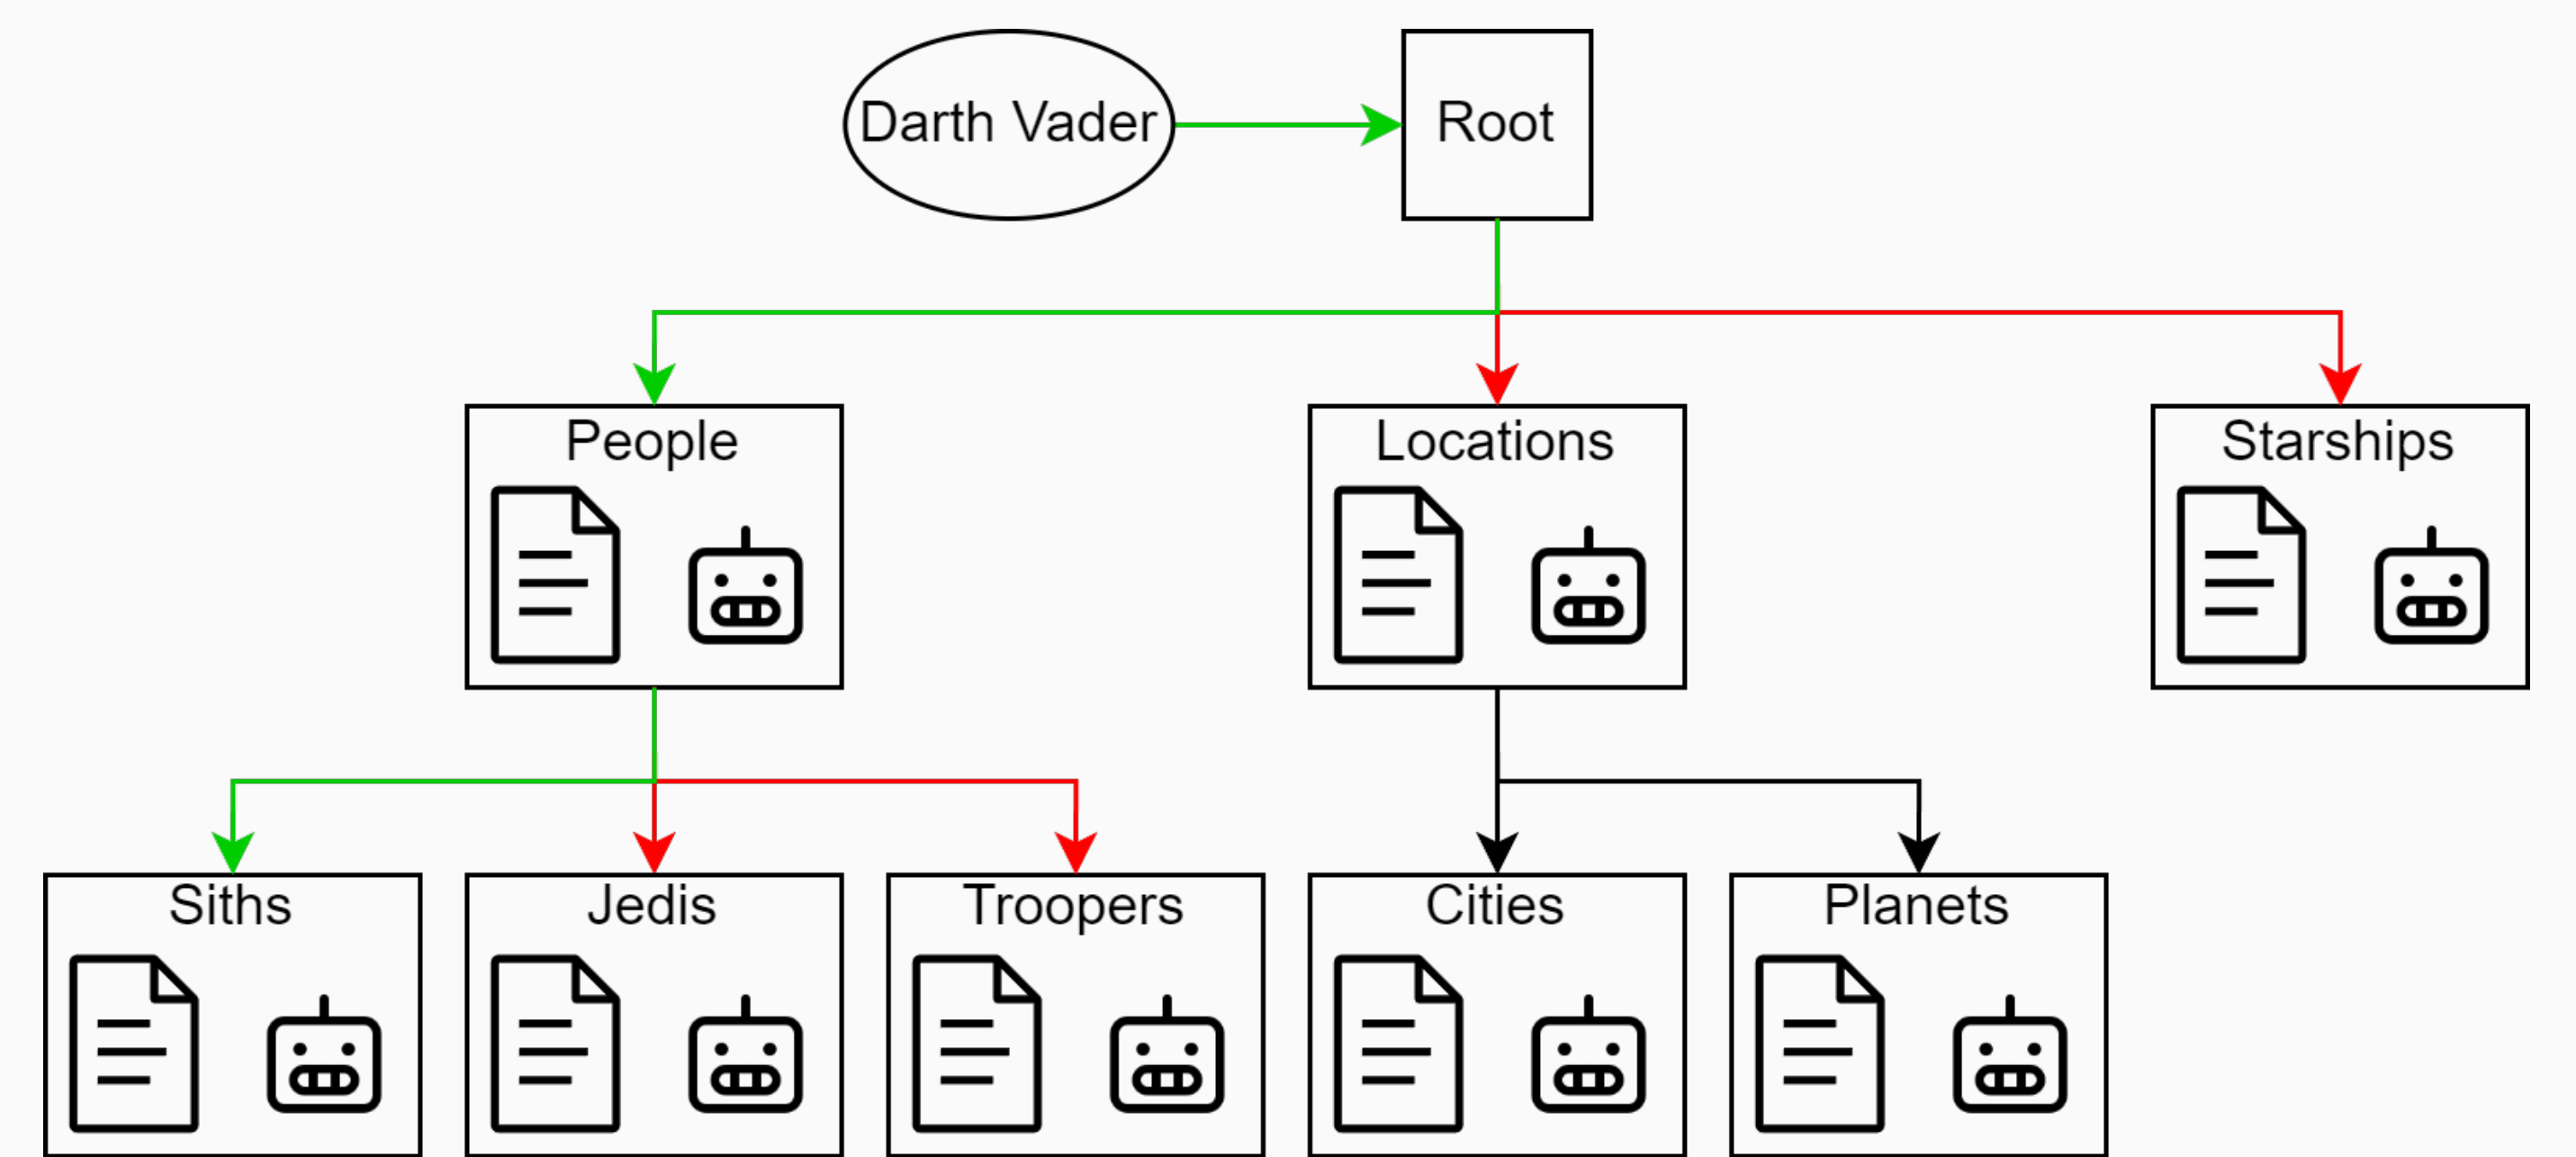 Darth Vader
Root
People
Locations
Starships
Siths
Jedis
Troopers
Cities
Planets